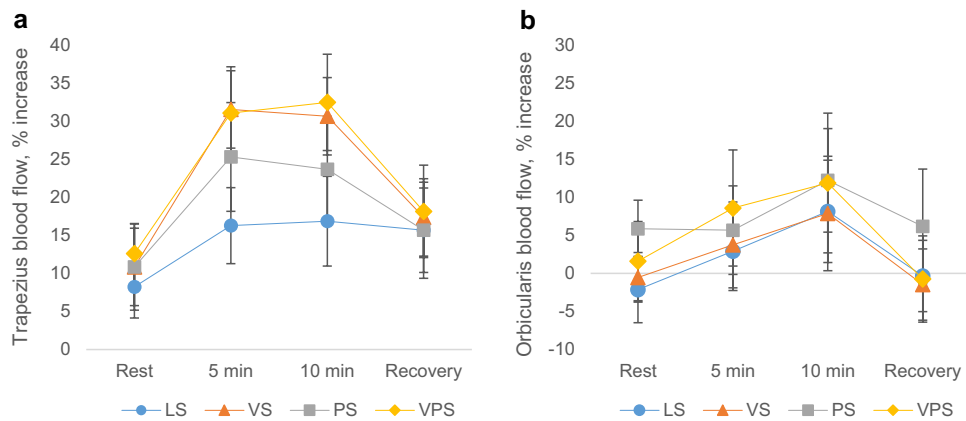 a
Trapezius blood flow, % increase
40
35
30
25
20
15
10
5
0
Rest 5 min 10 min Recovery
LS VS PS VPS
b
Orbicularis blood flow, % increase
30
25
20
15
10
5
0
-5
-10
Rest 5 min 10 min Recovery
LS VS PS VPS